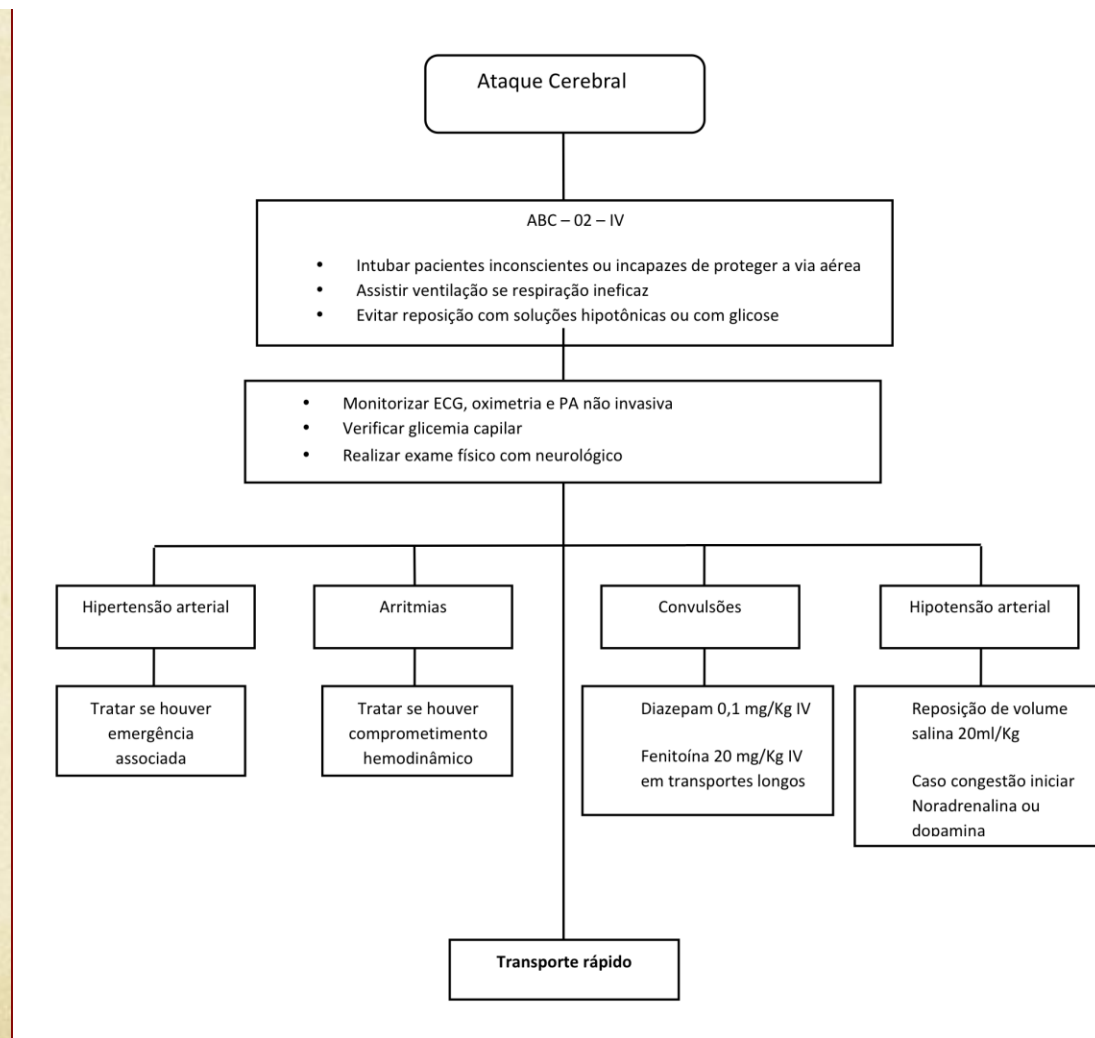 Ataque Cerebral
ABC – 02 – IV
• Intubar pacientes inconscientes ou incapazes de proteger a via aérea
• Assistir ventilação se respiração ineficaz
• Evitar reposição com soluções hipotônicas ou com glicose
• Monitorizar ECG, oximetria e PA não invasiva
• Verificar glicemia capilar
• Realizar exame físico com neurológico
Hipertensão arterial
Tratar se houver
emergência
associada
Arritmias
Tratar se houver
comprometimento
hemodinâmico
Convulsões
Diazepam 0,1 mg/Kg IV
Fenitoína 20 mg/Kg IV
em transportes longos
Hipotensão arterial
Reposição de volume
salina 20ml/Kg
Caso congestão iniciar
Noradrenalina ou
dopamina
Transporte rápido